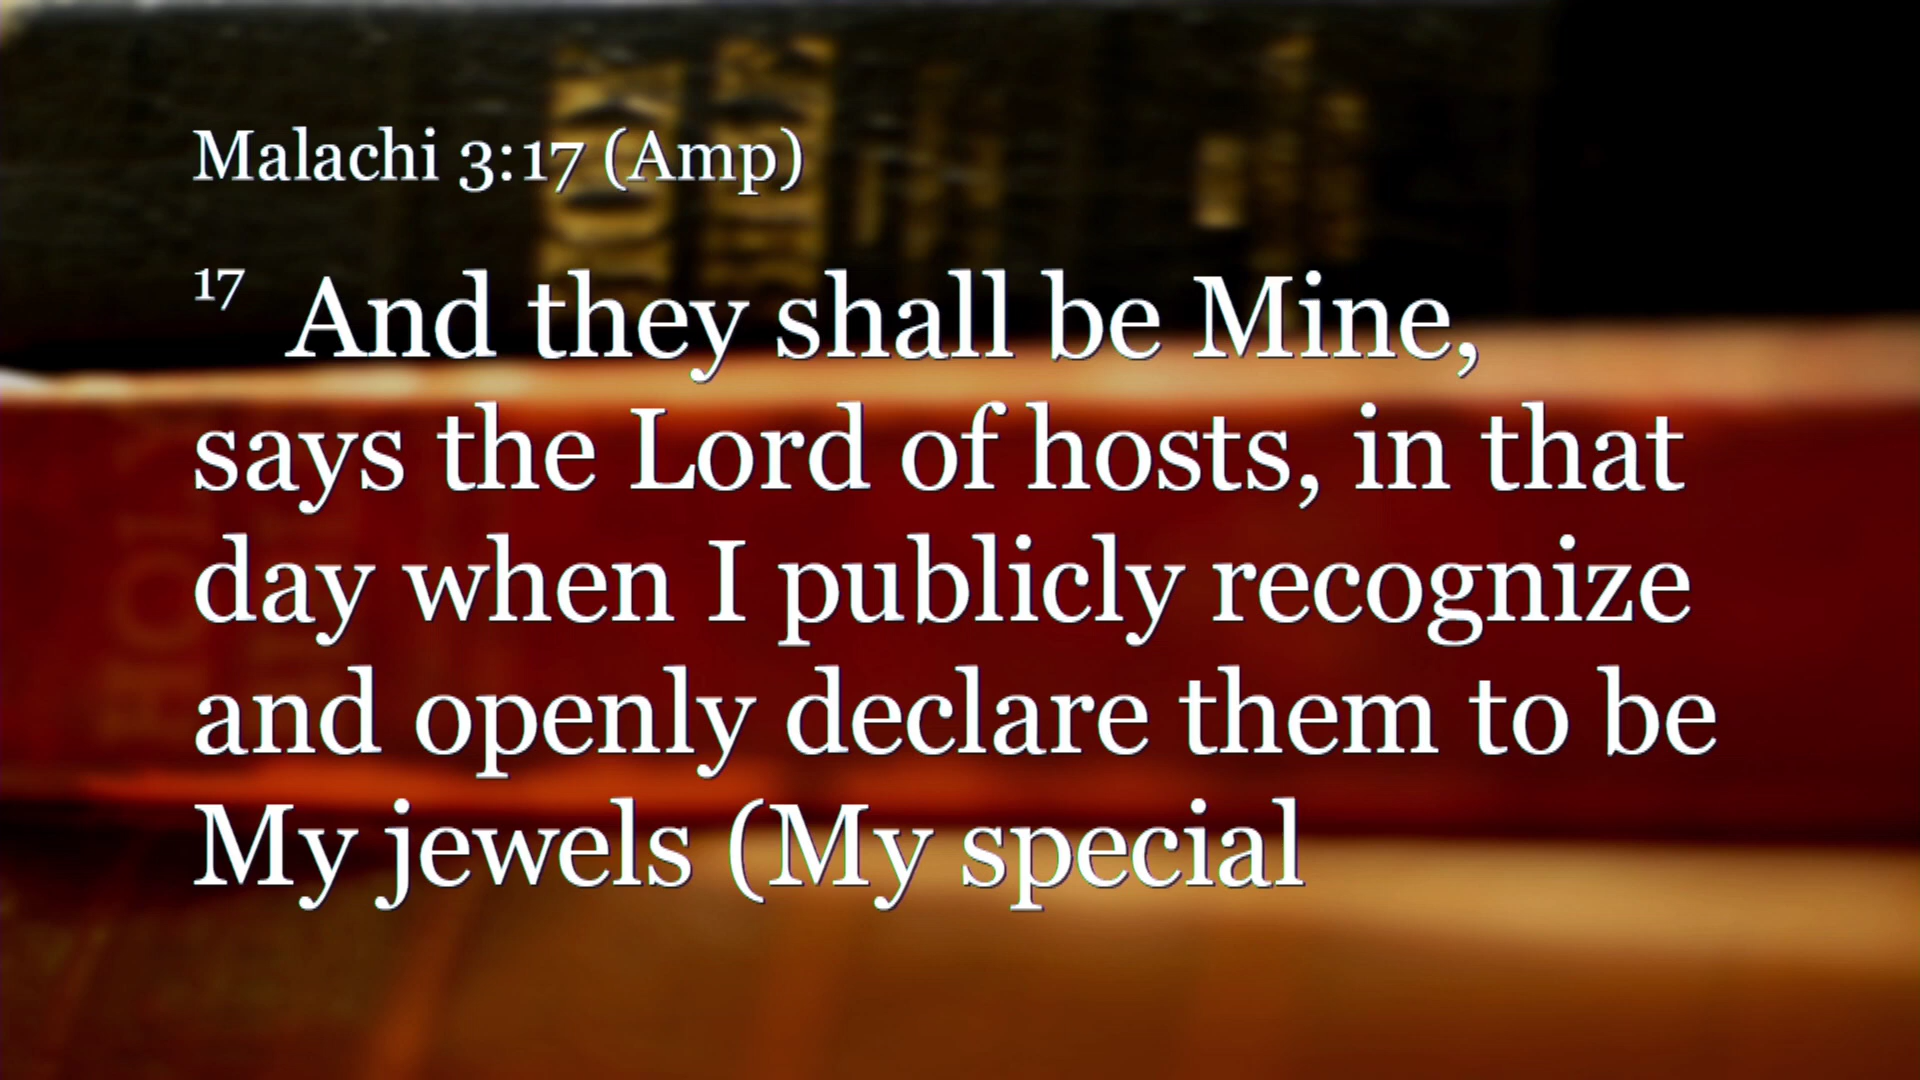 Malachi 3:17 (Amp)
17 And they shall be Mine,
says the Lord of hosts, in that
day when I publicly recognize
and openly declare them to be
My jewels (My special
HOLY